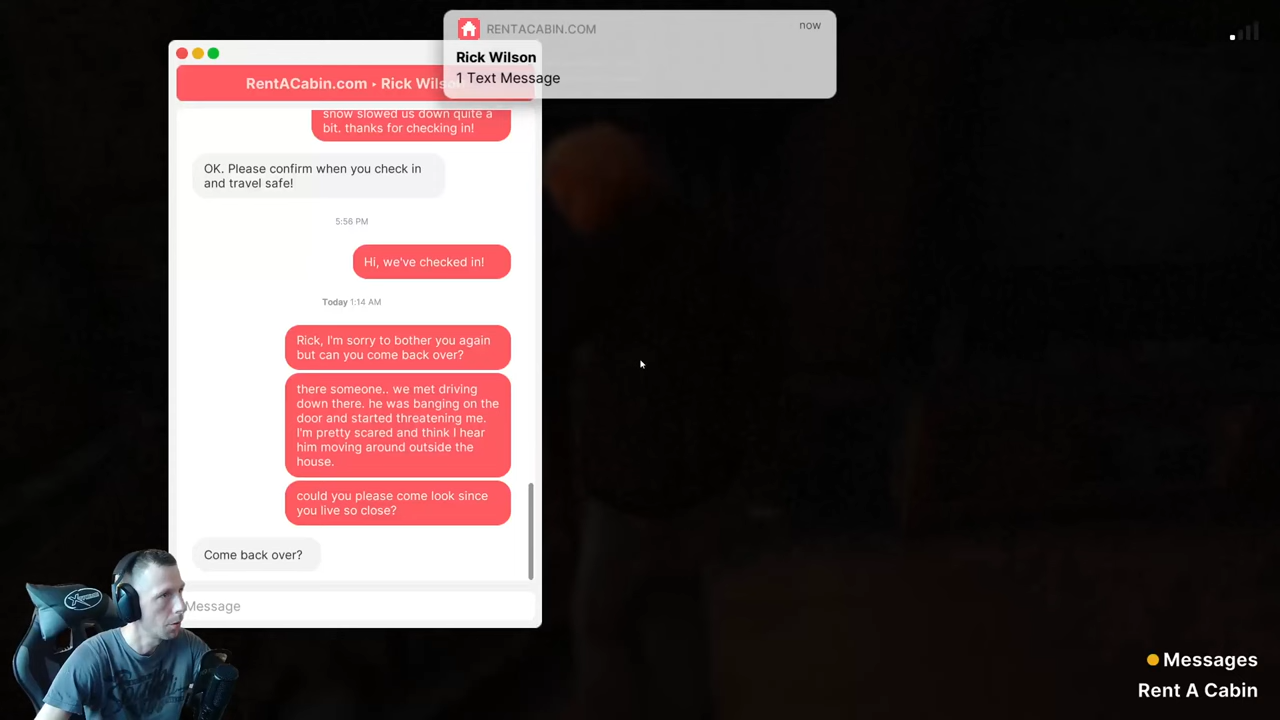 RENTACABIN.COM
now
Rick Wilson
1 Text Message
RentACabin.com ▸ Rick Wils
snow slowed us down quite a
bit. thanks for checking in!
OK. Please confirm when you check in
and travel safe!
5:56 PM
Hi, we've checked in!
Today 1:14 AM
Rick, I'm sorry to bother you again
but can you come back over?
there someone.. we met driving
down there. he was banging on the
door and started threatening me.
I'm pretty scared and think I hear
him moving around outside the
house.
could you please come look since
you live so close?
Come back over?
Message
Messages
Rent A Cabin